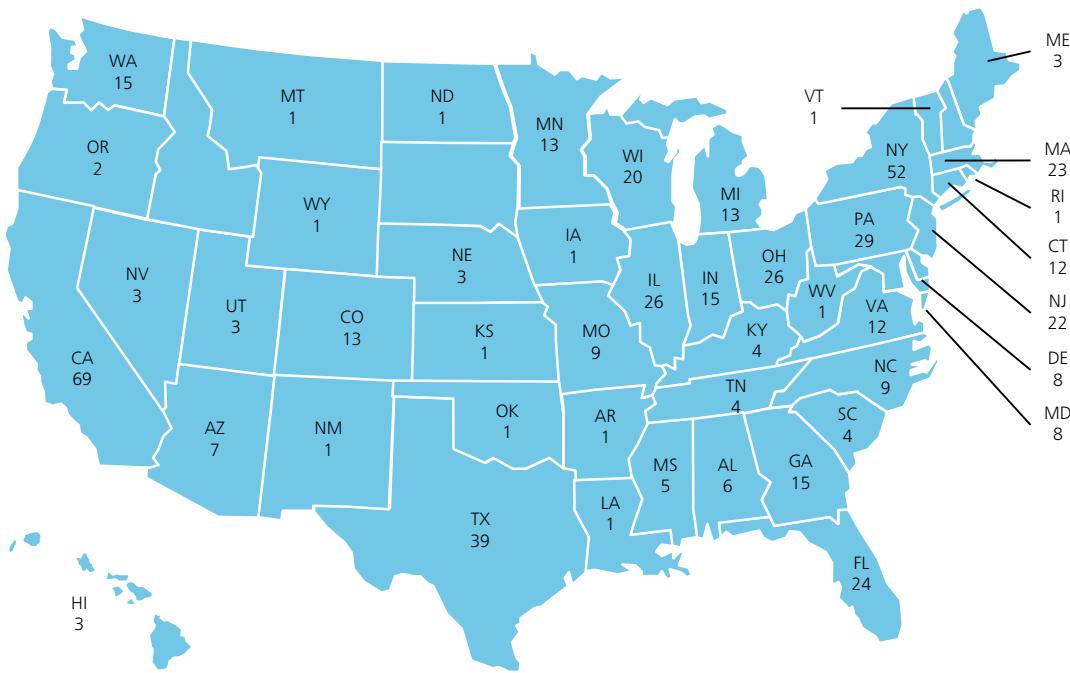 WA
15
MT
1
ND
1
MN
13
OR
2
WY
1
WI
20
MI
13
NY
52
VT
1
ME
3
MA
23
RI
1
CT
12
NJ
22
DE
8
MD
8
PA
29
IA
1
NE
3
NV
3
UT
3
CO
13
KS
1
MO
9
IL
26
IN
15
OH
26
WV
1
VA
12
KY
4
CA
69
NC
9
TN
4
SC
4
AZ
7
NM
1
OK
1
AR
1
MS
5
AL
6
GA
15
TX
39
LA
1
FL
24
HI
3